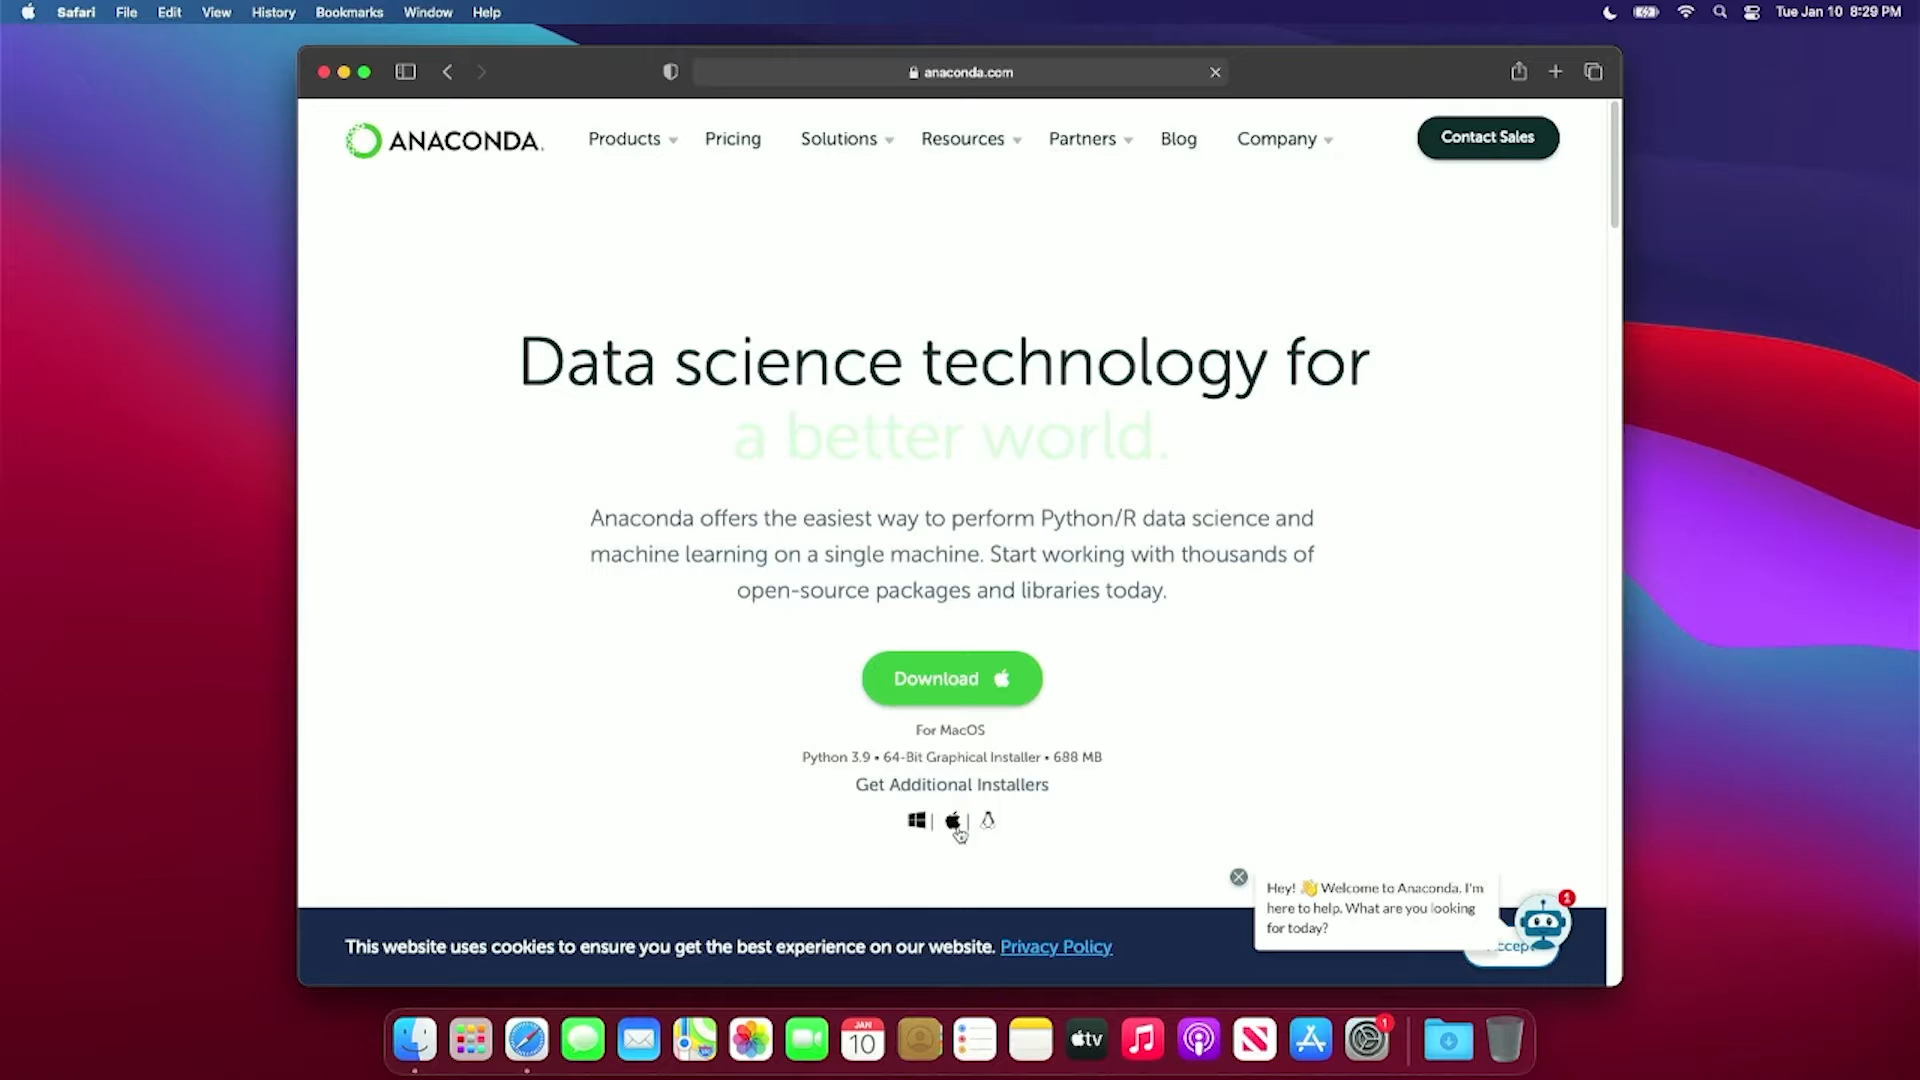 Safari File Edit View History Bookmarks Window Help
Tue Jan 10 8:29 PM
anaconda.com
ANACONDA.
Products Pricing Solutions Resources Partners Blog Company
Contact Sales
Data science technology for
a better world.
Anaconda offers the easiest way to perform Python/R data science and
machine learning on a single machine. Start working with thousands of
open-source packages and libraries today.
Download
For MacOS
Python 3.9 • 64-Bit Graphical Installer • 688 MB
Get Additional Installers
Hey! 👋 Welcome to Anaconda. I'm
here to help. What are you looking
for today?
1
This website uses cookies to ensure you get the best experience on our website. Privacy Policy
JAN
10
tv
1